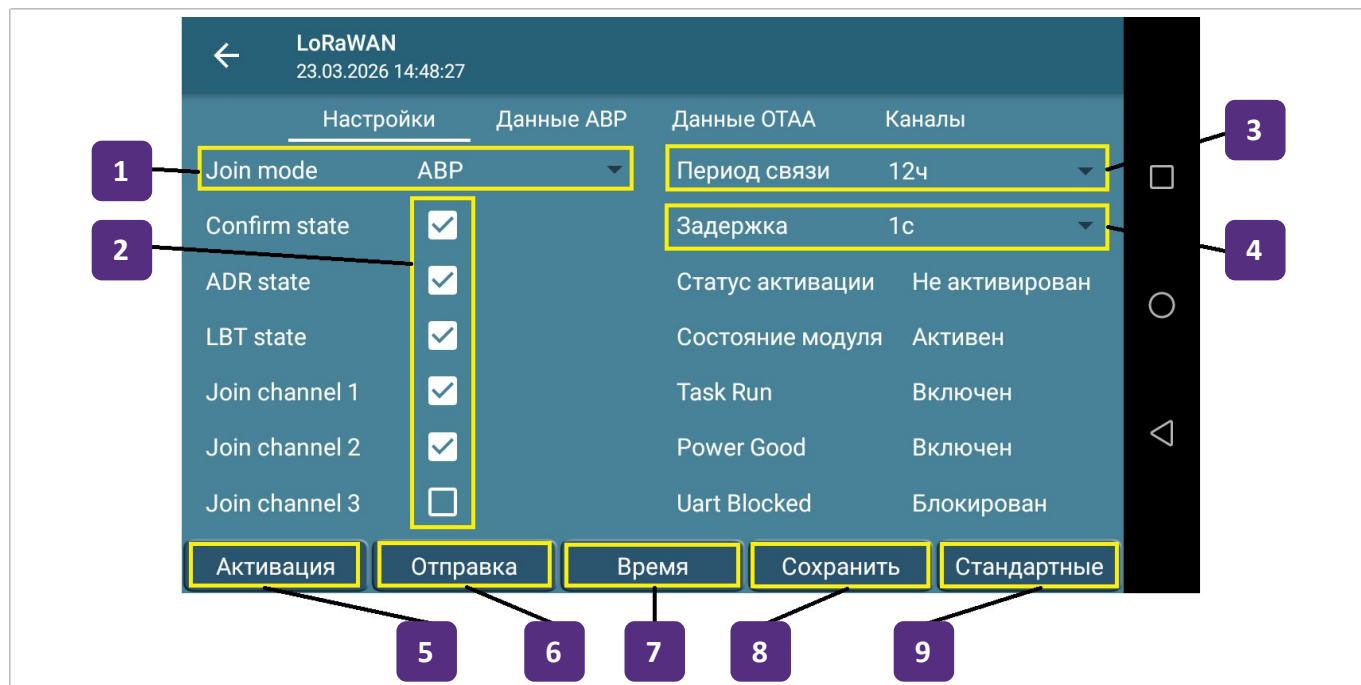 LoRaWAN
23.03.2026 14:48:27
Настройки Данные ABP Данные OTAA Каналы
1 Join mode ABP Период связи 12ч 3
2 Confirm state Задержка 1с 4
ADR state Статус активации Не активирован
LBT state Состояние модуля Активен
Join channel 1 Task Run Включен
Join channel 2 Power Good Включен
Join channel 3 Uart Blocked Блокирован
Активация Отправка Время Сохранить Стандартные
5 6 7 8 9